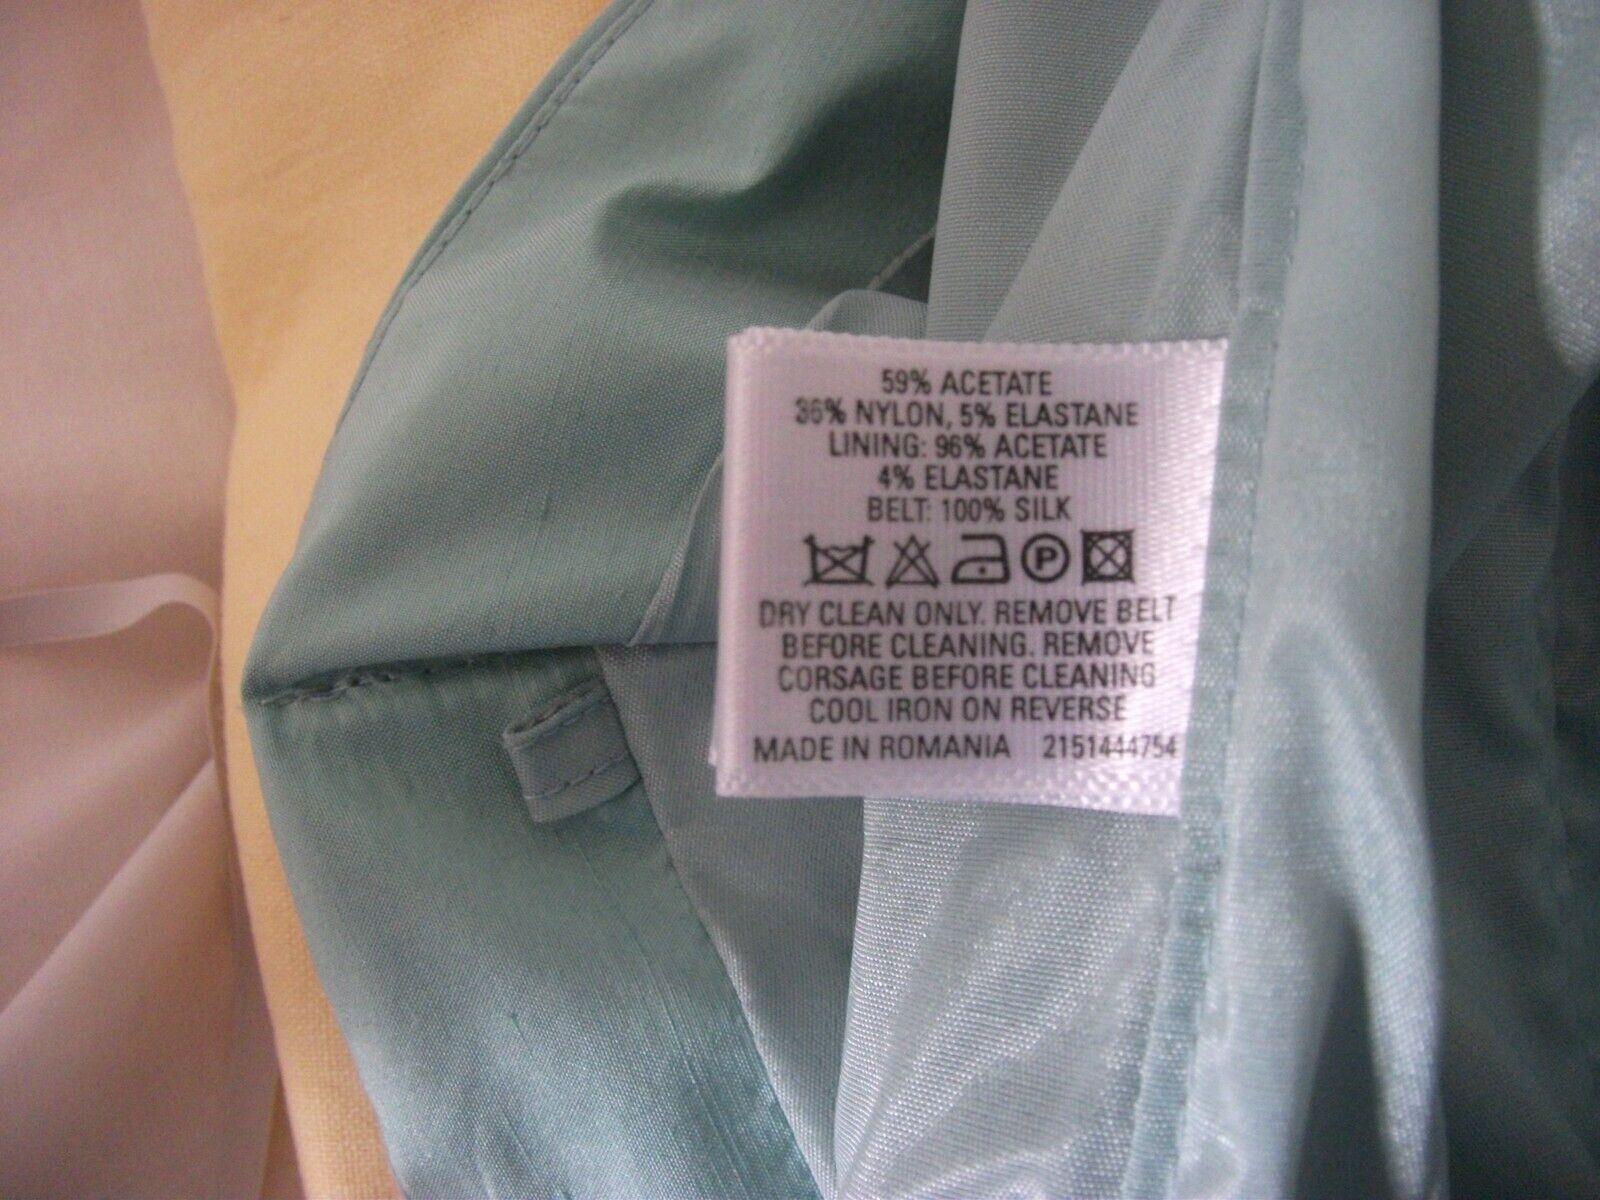 59% ACETATE
36% NYLON, 5% ELASTANE
LINING: 96% ACETATE
4% ELASTANE
BELT: 100% SILK
P
DRY CLEAN ONLY. REMOVE BELT
BEFORE CLEANING. REMOVE
CORSAGE BEFORE CLEANING
COOL IRON ON REVERSE
MADE IN ROMANIA 2151444754